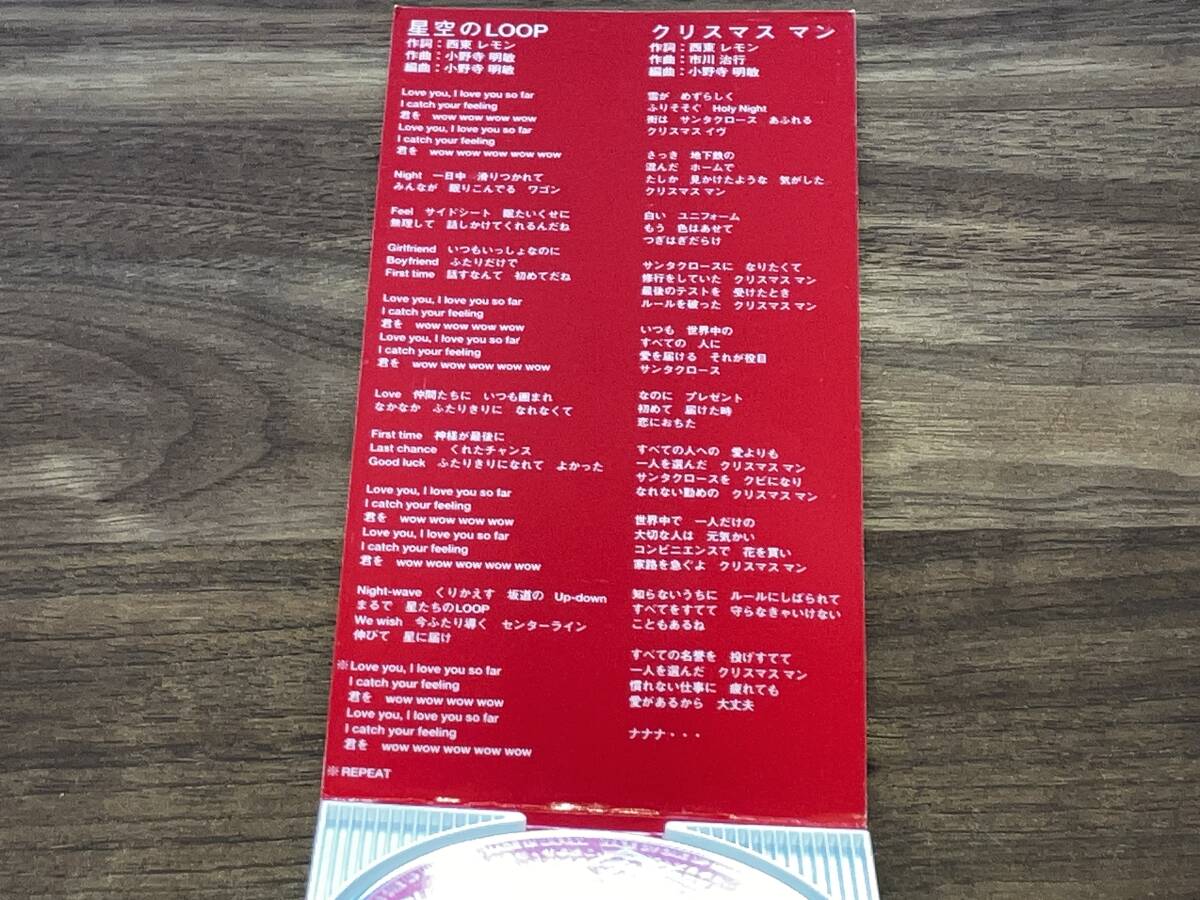 星空のLOOP
作詞：西東 レモン
作曲：小野寺 明敏
編曲：小野寺 明敏
Love you, I love you so far
I catch your feeling
君を wow wow wow wow
Love you, I love you so far
I catch your feeling
君を wow wow wow wow wow
Night 一日中 滑りつかれて
みんなが 眠りこんでる ワゴン
Feel サイドシート 眠たいくせに
無理して 話しかけてくれるんだね
Girlfriend いつもいっしょなのに
Boyfriend ふたりだけで
First time 話すなんて 初めてだね
Love you, I love you so far
I catch your feeling
君を wow wow wow wow
Love you, I love you so far
I catch your feeling
君を wow wow wow wow wow
Love 仲間たちに いつも囲まれ
なかなか ふたりきりに なれなくて
First time 神様が最後に
Last chance くれたチャンス
Good luck ふたりきりになれて よかった
Love you, I love you so far
I catch your feeling
君を wow wow wow wow
Love you, I love you so far
I catch your feeling
君を wow wow wow wow wow
Night-wave くりかえす 坂道の Up-down
まるで 星たちのLOOP
We wish 今ふたり導く センターライン
伸びて 星に届け
※Love you, I love you so far
I catch your feeling
君を wow wow wow wow
Love you, I love you so far
I catch your feeling
君を wow wow wow wow wow
※REPEAT
クリスマス マン
作詞：西東 レモン
作曲：市川 治行
編曲：小野寺 明敏
雪が めずらしく
ふりそそぐ Holy Night
街は サンタクロース あふれる
クリスマス イヴ
さっき 地下鉄の
混んだ ホームで
たしか 見かけたような 気がした
クリスマス マン
白い ユニフォーム
もう 色はあせて
つぎはぎだらけ
サンタクロースに なりたくて
修行をしていた クリスマス マン
最後のテストを 受けたとき
ルールを破った クリスマス マン
いつも 世界中の
すべての 人に
愛を届ける それが役目
サンタクロース
なのに プレゼント
初めて 届けた時
恋におちた
すべての人への 愛よりも
一人を選んだ クリスマス マン
サンタクロースを クビになり
なれない勤めの クリスマス マン
世界中で 一人だけの
大切な人は 元気かい
コンビニエンスで 花を買い
家路を急ぐよ クリスマス マン
知らないうちに ルールにしばられて
すべてをすてて 守らなきゃいけない
こともあるね
すべての名誉を 投げすてて
一人を選んだ クリスマス マン
慣れない仕事に 疲れても
愛があるから 大丈夫
ナナナ・・・